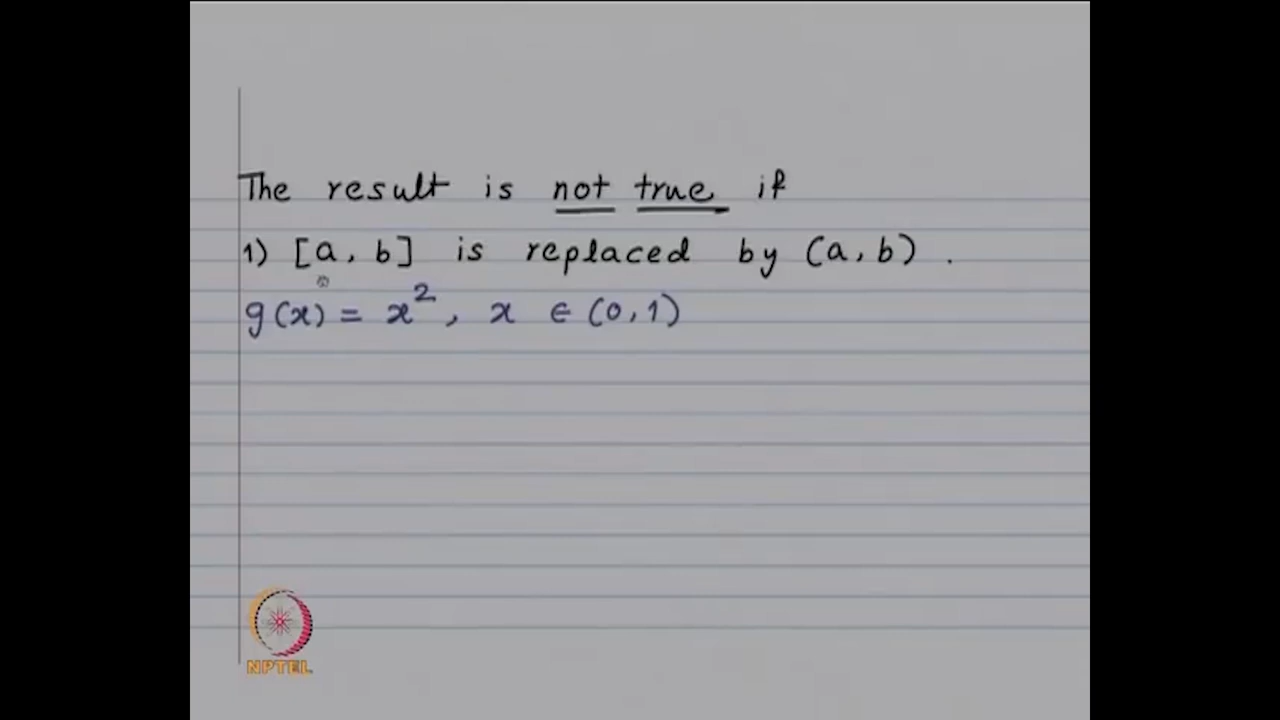 The result is not true if
1) [a, b] is replaced by (a, b) .
g(x) = x², x ∈ (0, 1)
NPTEL